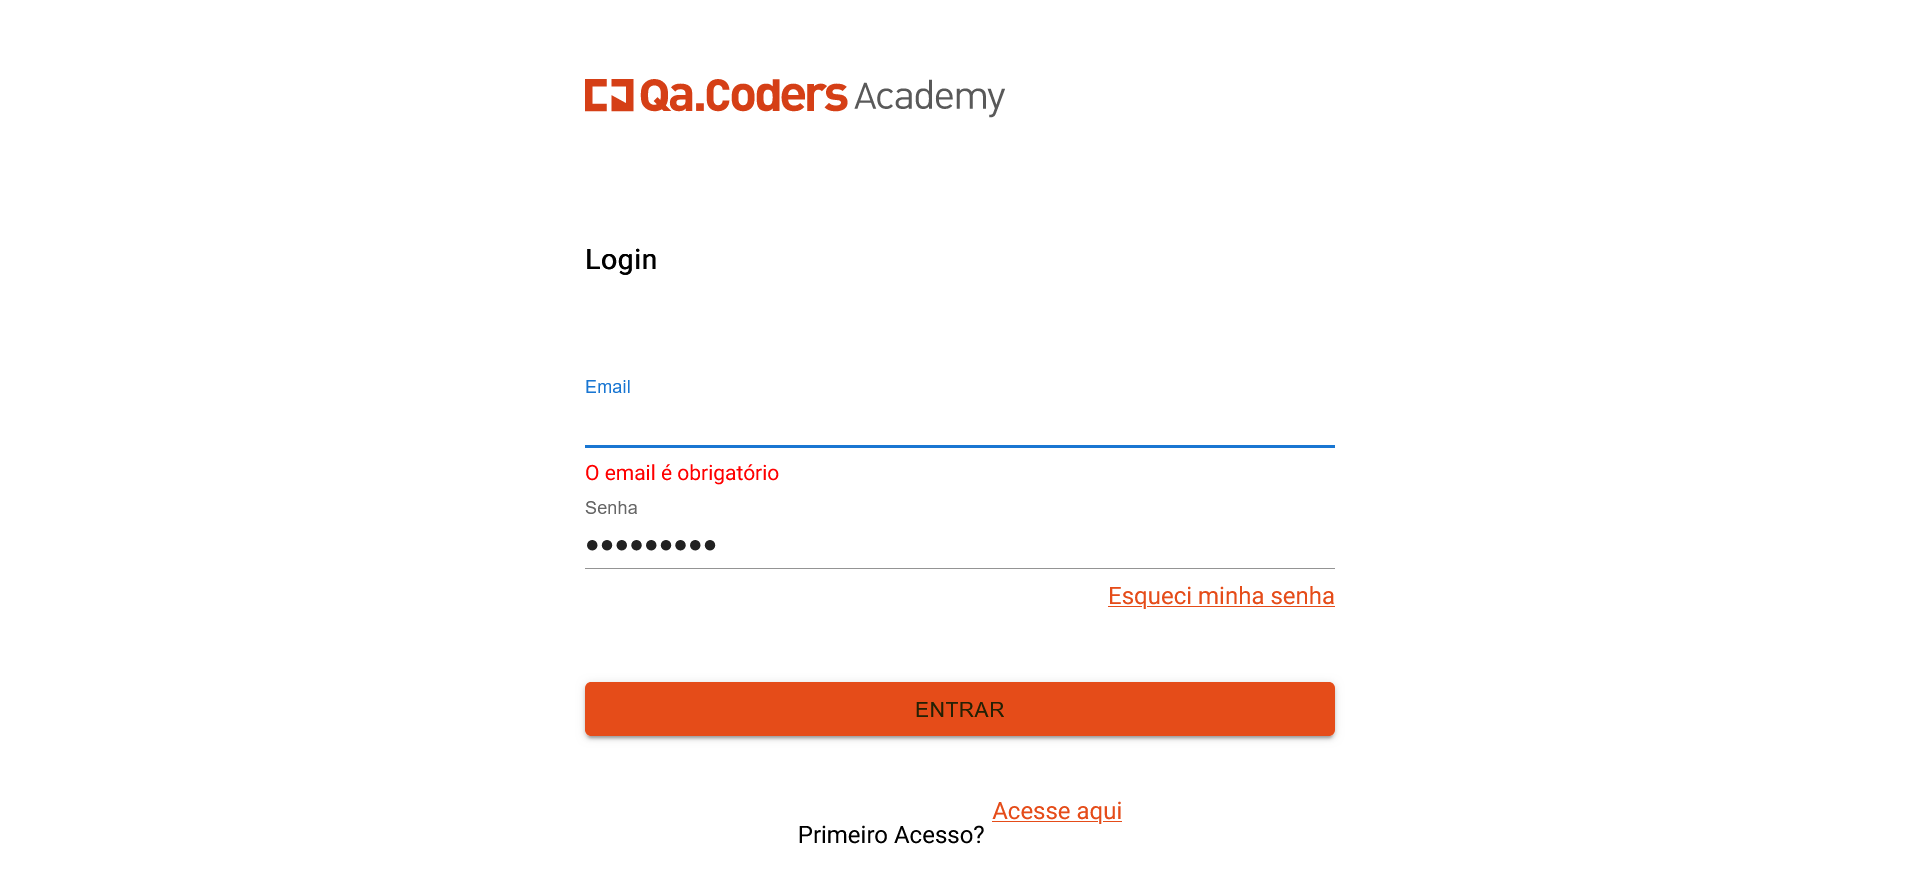 Qa.Coders Academy
Login
Email
O email é obrigatório
Senha
•••••••••
Esqueci minha senha
ENTRAR
Primeiro Acesso? Acesse aqui